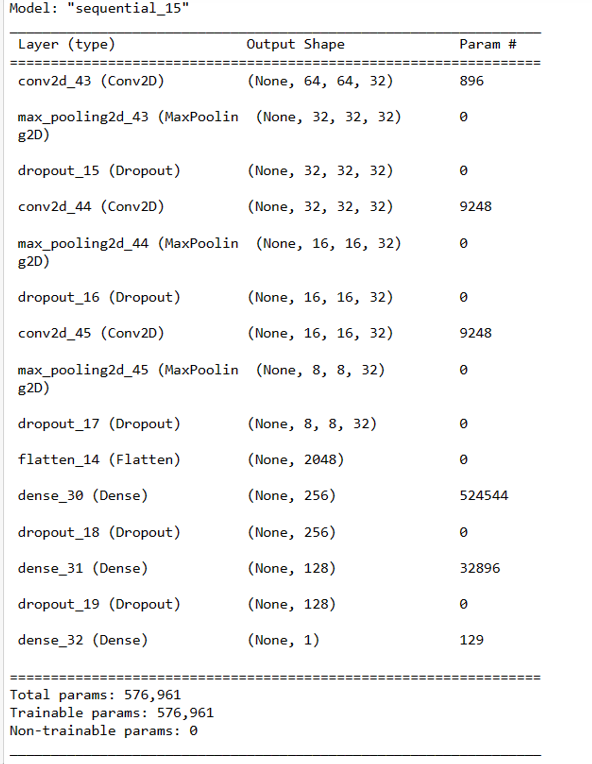 Model: "sequential_15"
Layer (type) Output Shape Param #
conv2d_43 (Conv2D) (None, 64, 64, 32) 896
max_pooling2d_43 (MaxPoolin (None, 32, 32, 32) 0
g2D)
dropout_15 (Dropout) (None, 32, 32, 32) 0
conv2d_44 (Conv2D) (None, 32, 32, 32) 9248
max_pooling2d_44 (MaxPoolin (None, 16, 16, 32) 0
g2D)
dropout_16 (Dropout) (None, 16, 16, 32) 0
conv2d_45 (Conv2D) (None, 16, 16, 32) 9248
max_pooling2d_45 (MaxPoolin (None, 8, 8, 32) 0
g2D)
dropout_17 (Dropout) (None, 8, 8, 32) 0
flatten_14 (Flatten) (None, 2048) 0
dense_30 (Dense) (None, 256) 524544
dropout_18 (Dropout) (None, 256) 0
dense_31 (Dense) (None, 128) 32896
dropout_19 (Dropout) (None, 128) 0
dense_32 (Dense) (None, 1) 129
Total params: 576,961
Trainable params: 576,961
Non-trainable params: 0